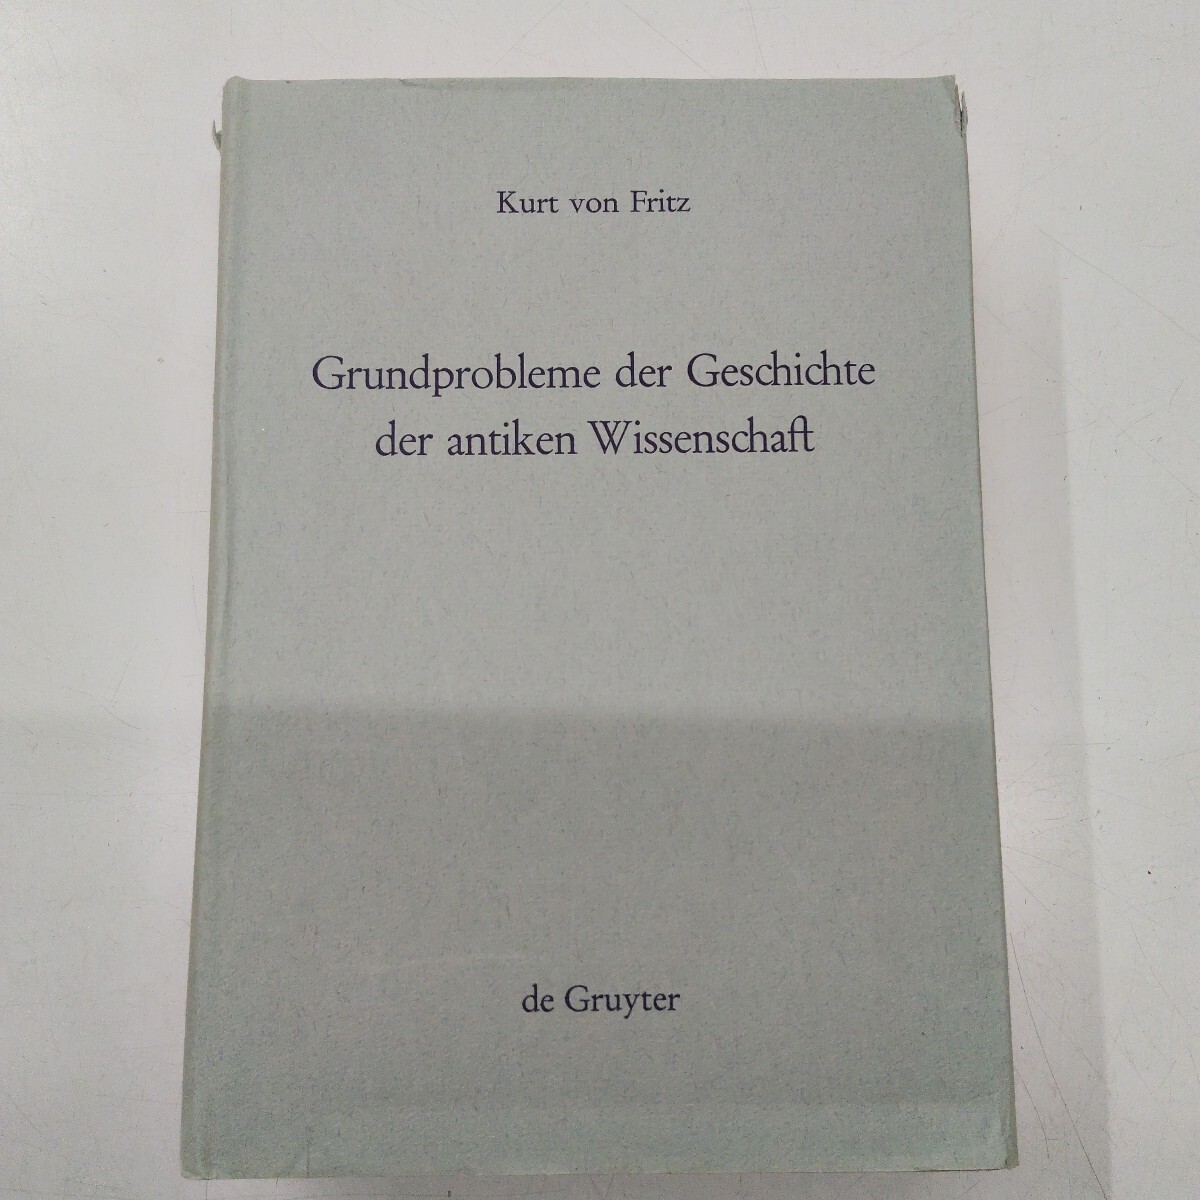 Kurt von Fritz
Grundprobleme der Geschichte
der antiken Wissenschaft
de Gruyter